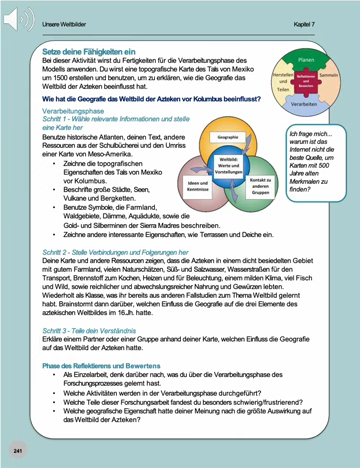 Unsere Weltbilder
Kapitel 7
Setze deine Fähigkeiten ein
Bei dieser Aktivität wirst du Fertigkeiten für die Verarbeitungsphase des
Modells anwenden. Du wirst eine topografische Karte des Tals von Mexiko
um 1500 erstellen und benutzen, um zu erklären, wie die Geografie das
Weltbild der Azteken beeinflusst hat.
Planen
Herstellen
und
Teilen
Reflektieren
und
Bewerten
Sammeln
Verarbeiten
Wie hat die Geografie das Weltbild der Azteken vor Kolumbus beeinflusst?
Verarbeitungsphase
Schritt 1 - Wähle relevante Informationen und stelle
eine Karte her
Benutze historische Atlanten, deinen Text, andere
Ressourcen aus der Schulbücherei und den Umriss
einer Karte von Meso-Amerika.
• Zeichne die topografischen
Eigenschaften des Tals von Mexico
vor Kolumbus.
• Beschrifte große Städte, Seen,
Vulkane und Bergketten.
• Benutze Symbole, die Farmland,
Waldgebiete, Dämme, Aquädukte, sowie die
Gold- und Silberminen der Sierra Madres beschreiben.
• Zeichne andere interessante Eigenschaften, wie Terrassen und Deiche ein.
Geografie
Weltbild:
Werte und
Vorstellungen
Ideen und
Kenntnisse
Kontakt zu
anderen
Gruppen
Ich frage mich...
warum ist das
Internet nicht die
beste Quelle, um
Karten mit 500
Jahre alten
Merkmalen zu
finden?
Schritt 2 - Stelle Verbindungen und Folgerungen her
Deine Karte und andere Ressourcen zeigen, dass die Azteken in einem dicht besiedelten Gebiet
mit gutem Farmland, vielen Naturschätzen, Süß- und Salzwasser, Wasserstraßen für den
Transport, Brennstoff zum Kochen, Heizen und für Beleuchtung, einem milden Klima, viel Fisch
und Wild, sowie reichlicher und abwechslungsreicher Nahrung und Gewürzen lebten.
Wiederholt als Klasse, was ihr bereits aus anderen Fallstudien zum Thema Weltbild gelernt
habt. Brainstormt dann darüber, welchen Einfluss die Geografie auf die drei Elemente des
aztekischen Weltbildes im 16.Jh. hatte.
Schritt 3 - Teile dein Verständnis
Erkläre einem Partner oder einer Gruppe anhand deiner Karte, welchen Einfluss die Geografie
auf das Weltbild der Azteken hatte.
Phase des Reflektierens und Bewertens
• Als Einzelarbeit, denk darüber nach, was du über die Verarbeitungsphase des
Forschungsprozesses gelernt hast.
• Welche Aktivitäten werden in der Verarbeitungsphase durchgeführt?
• Welche Teile dieser Forschungsarbeit fandest du besonders schwierig/frustrierend?
• Welche geografische Eigenschaft hatte deiner Meinung nach die größte Auswirkung auf
das Weltbild der Azteken?
241